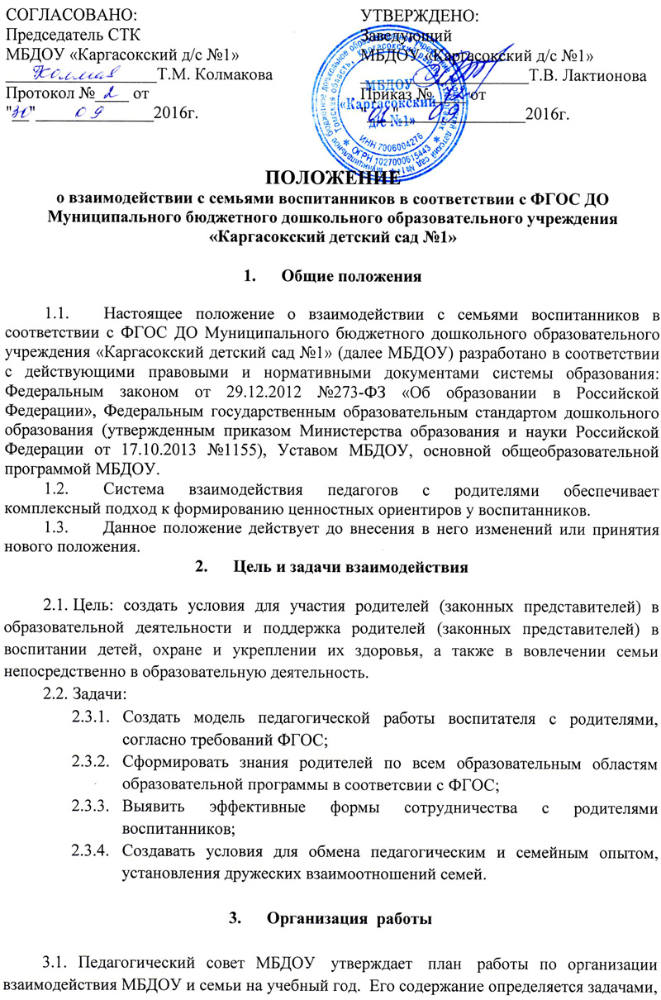 СОГЛАСОВАНО:
Председатель СТК
МБДОУ «Каргасокский д/с №1»
Колмак Т.М. Колмакова
Протокол № 2 от
"30" 09 2016г.
УТВЕРЖДЕНО:
Заведующий
МБДОУ «Каргасокский д/с №1»
Т.В. Лактионова
Приказ № от
2016г.
МБДОУ
«Каргасокский
д/с №1»
ИНН 7006004276
ОГРН 1027000615443
ПОЛОЖЕНИЕ
о взаимодействии с семьями воспитанников в соответствии с ФГОС ДО
Муниципального бюджетного дошкольного образовательного учреждения
«Каргасокский детский сад №1»
1. Общие положения
1.1. Настоящее положение о взаимодействии с семьями воспитанников в
соответствии с ФГОС ДО Муниципального бюджетного дошкольного образовательного
учреждения «Каргасокский детский сад №1» (далее МБДОУ) разработано в соответствии
с действующими правовыми и нормативными документами системы образования:
Федеральным законом от 29.12.2012 №273-ФЗ «Об образовании в Российской
Федерации», Федеральным государственным образовательным стандартом дошкольного
образования (утвержденным приказом Министерства образования и науки Российской
Федерации от 17.10.2013 №1155), Уставом МБДОУ, основной общеобразовательной
программой МБДОУ.
1.2. Система взаимодействия педагогов с родителями обеспечивает
комплексный подход к формированию ценностных ориентиров у воспитанников.
1.3. Данное положение действует до внесения в него изменений или принятия
нового положения.
2. Цель и задачи взаимодействия
2.1. Цель: создать условия для участия родителей (законных представителей) в
образовательной деятельности и поддержка родителей (законных представителей) в
воспитании детей, охране и укреплении их здоровья, а также в вовлечении семьи
непосредственно в образовательную деятельность.
2.2. Задачи:
2.3.1. Создать модель педагогической работы воспитателя с родителями,
согласно требований ФГОС;
2.3.2. Сформировать знания родителей по всем образовательным областям
образовательной программы в соответсвии с ФГОС;
2.3.3. Выявить эффективные формы сотрудничества с родителями
воспитанников;
2.3.4. Создавать условия для обмена педагогическим и семейным опытом,
установления дружеских взаимоотношений семей.
3. Организация работы
3.1. Педагогический совет МБДОУ утверждает план работы по организации
взаимодействия МБДОУ и семьи на учебный год. Его содержание определяется задачами,